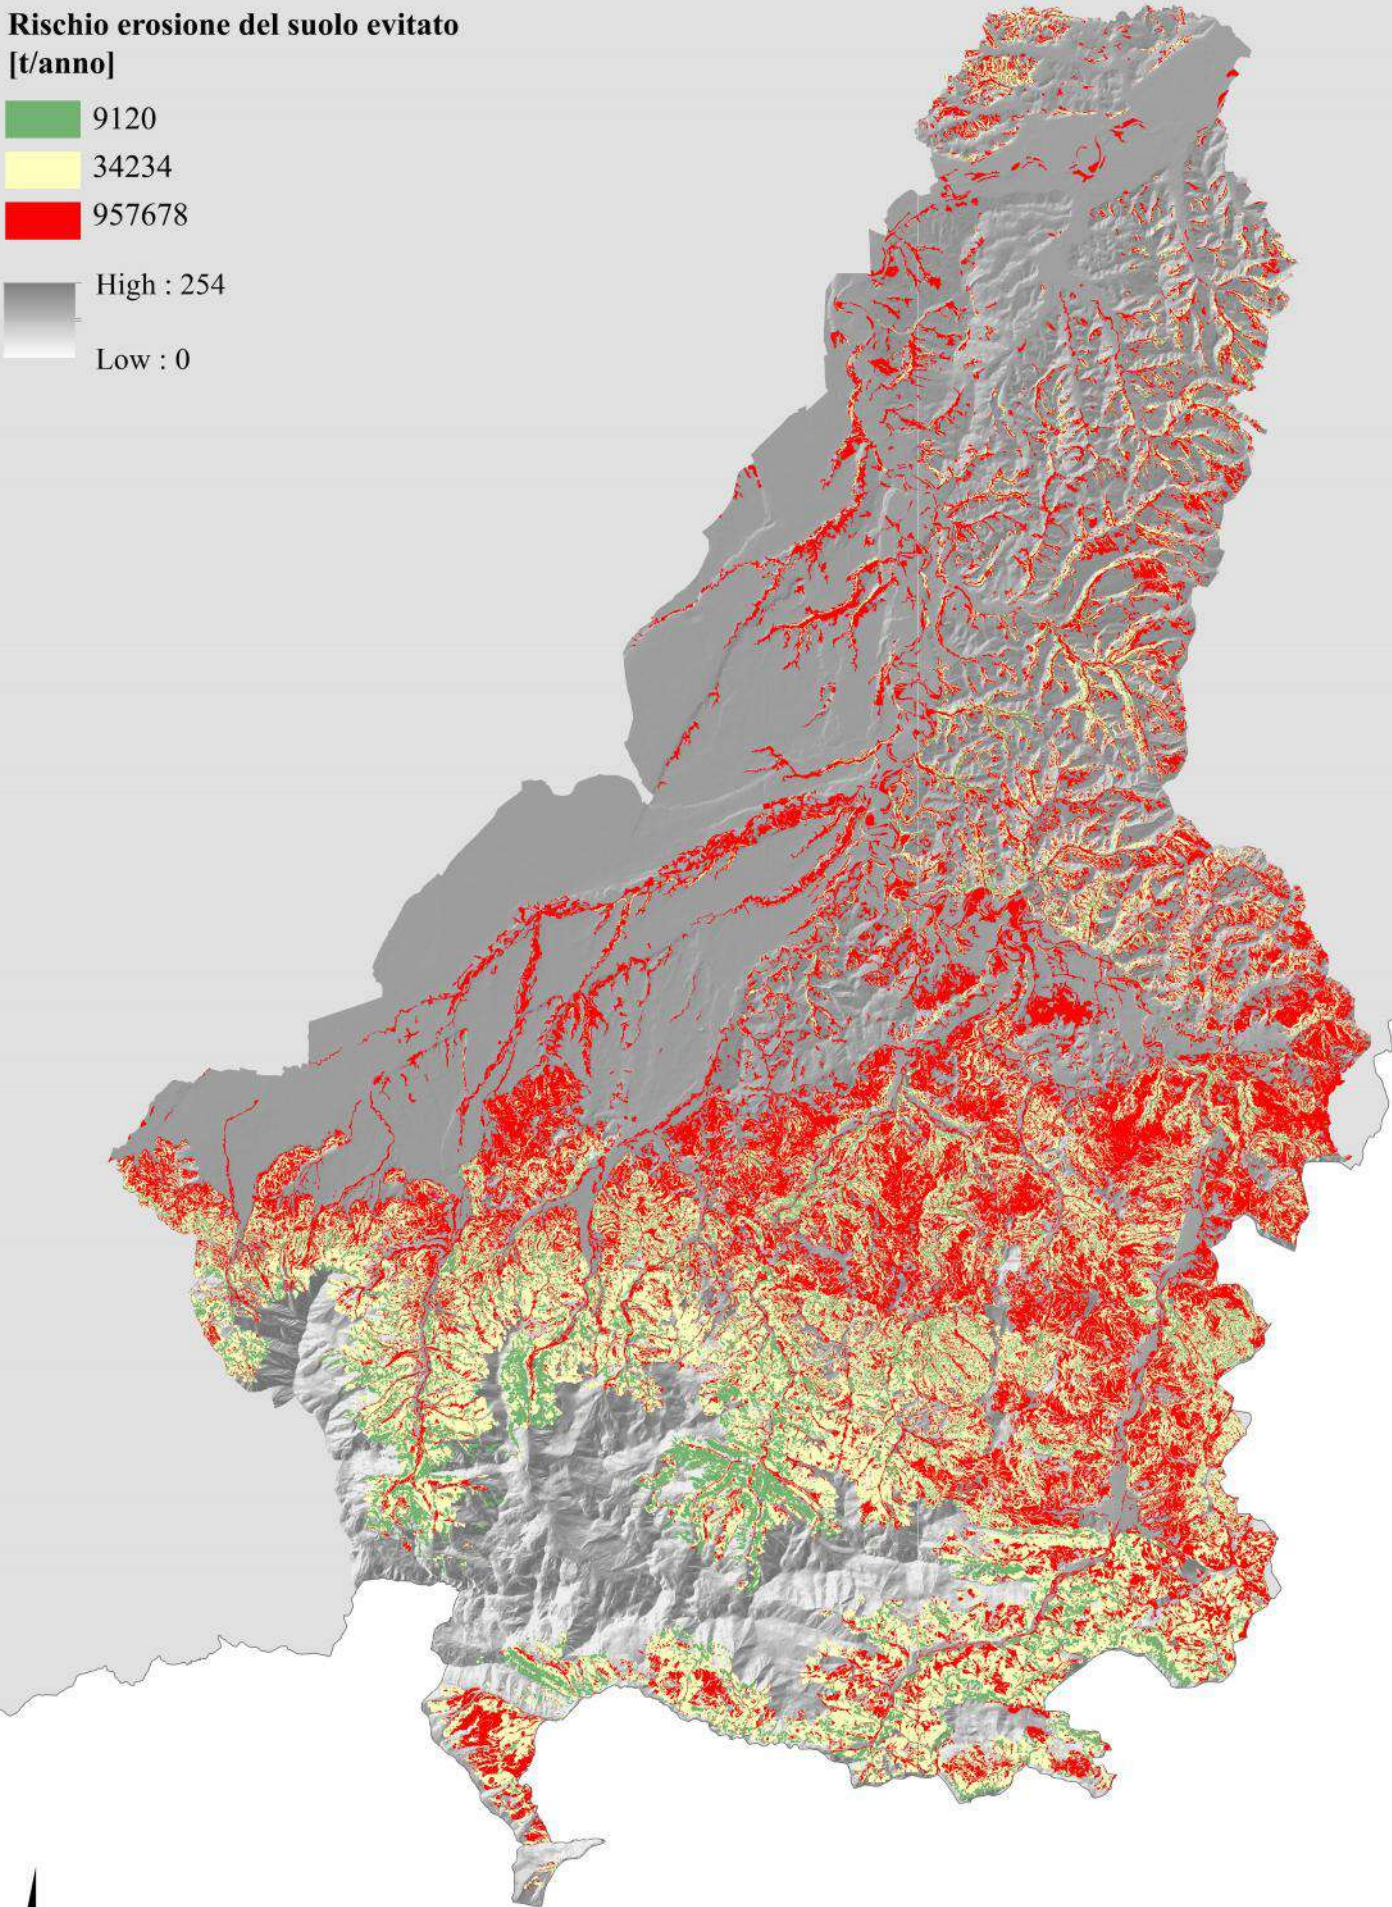 Rischio erosione del suolo evitato
[t/anno]
9120
34234
957678
High : 254
Low : 0